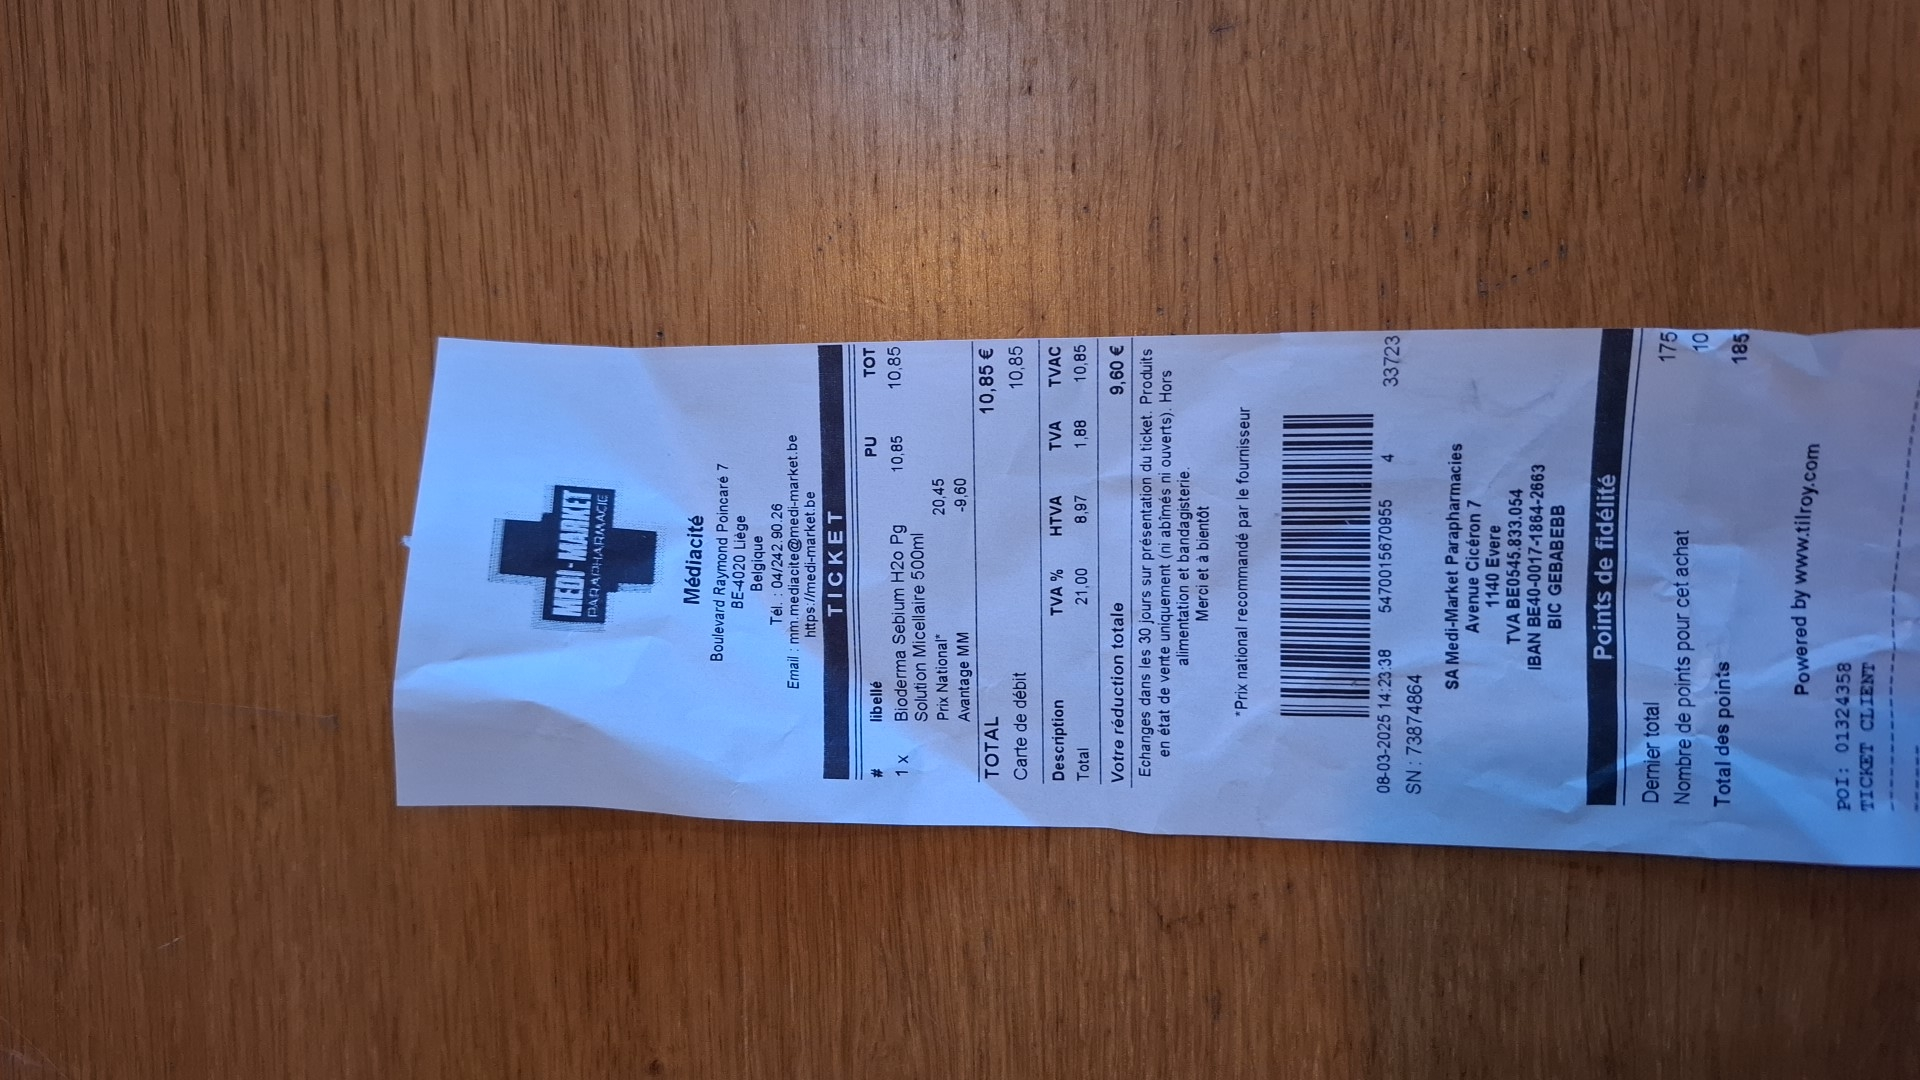 MEDI-MARKET
PARAPHARMACIE
Médiacité
Boulevard Raymond Poincaré 7
BE-4020 Liège
Belgique
Tél. : 04/242.90.26
Email : mm.mediacite@medi-market.be
https://medi-market.be
TICKET
# libellé PU TOT
1 x Bioderma Sebium H2o Pg 10,85 10,85
Solution Micellaire 500ml
Prix National* 20,45
Avantage MM -9,60
TOTAL 10,85 €
Carte de débit 10,85
Description TVA % HTVA TVA TVAC
Total 21,00 8,97 1,88 10,85
Votre réduction totale 9,60 €
Echanges dans les 30 jours sur présentation du ticket. Produits
en état de vente uniquement (ni abîmés ni ouverts). Hors
alimentation et bandagisterie.
Merci et à bientôt
*Prix national recommandé par le fournisseur
08-03-2025 14:23:38 5470015670955 4 33723
SN : 73874864
SA Medi-Market Parapharmacies
Avenue Cicéron 7
1140 Evere
TVA BE0545.833.054
IBAN BE40-0017-1864-2663
BIC GEBABEBB
Points de fidélité
Dernier total 175
Nombre de points pour cet achat 10
Total des points 185
Powered by www.tilroy.com
POI: 01324358
TICKET CLIENT